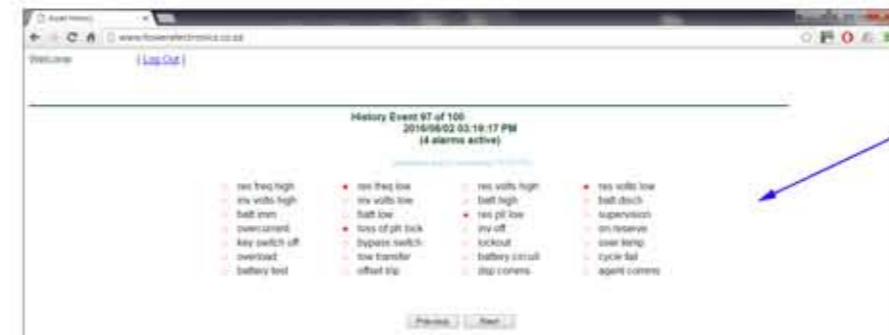 Asset History
www.towerelectronics.co.za
Welcome [ Log Out ]
History Event 97 of 100
2016/06/02 03:19:17 PM
(4 alarms active)
res freq high res freq low res volts high res volts low
inv volts high inv volts low batt high batt disch
batt imm batt low res pll low supervision
overcurrent loss of ph lock inv off on reserve
key switch off bypass switch lockout over temp
overload low transfer battery circuit cycle fail
battery test offset trip dsp comms agent comms
Previous Next